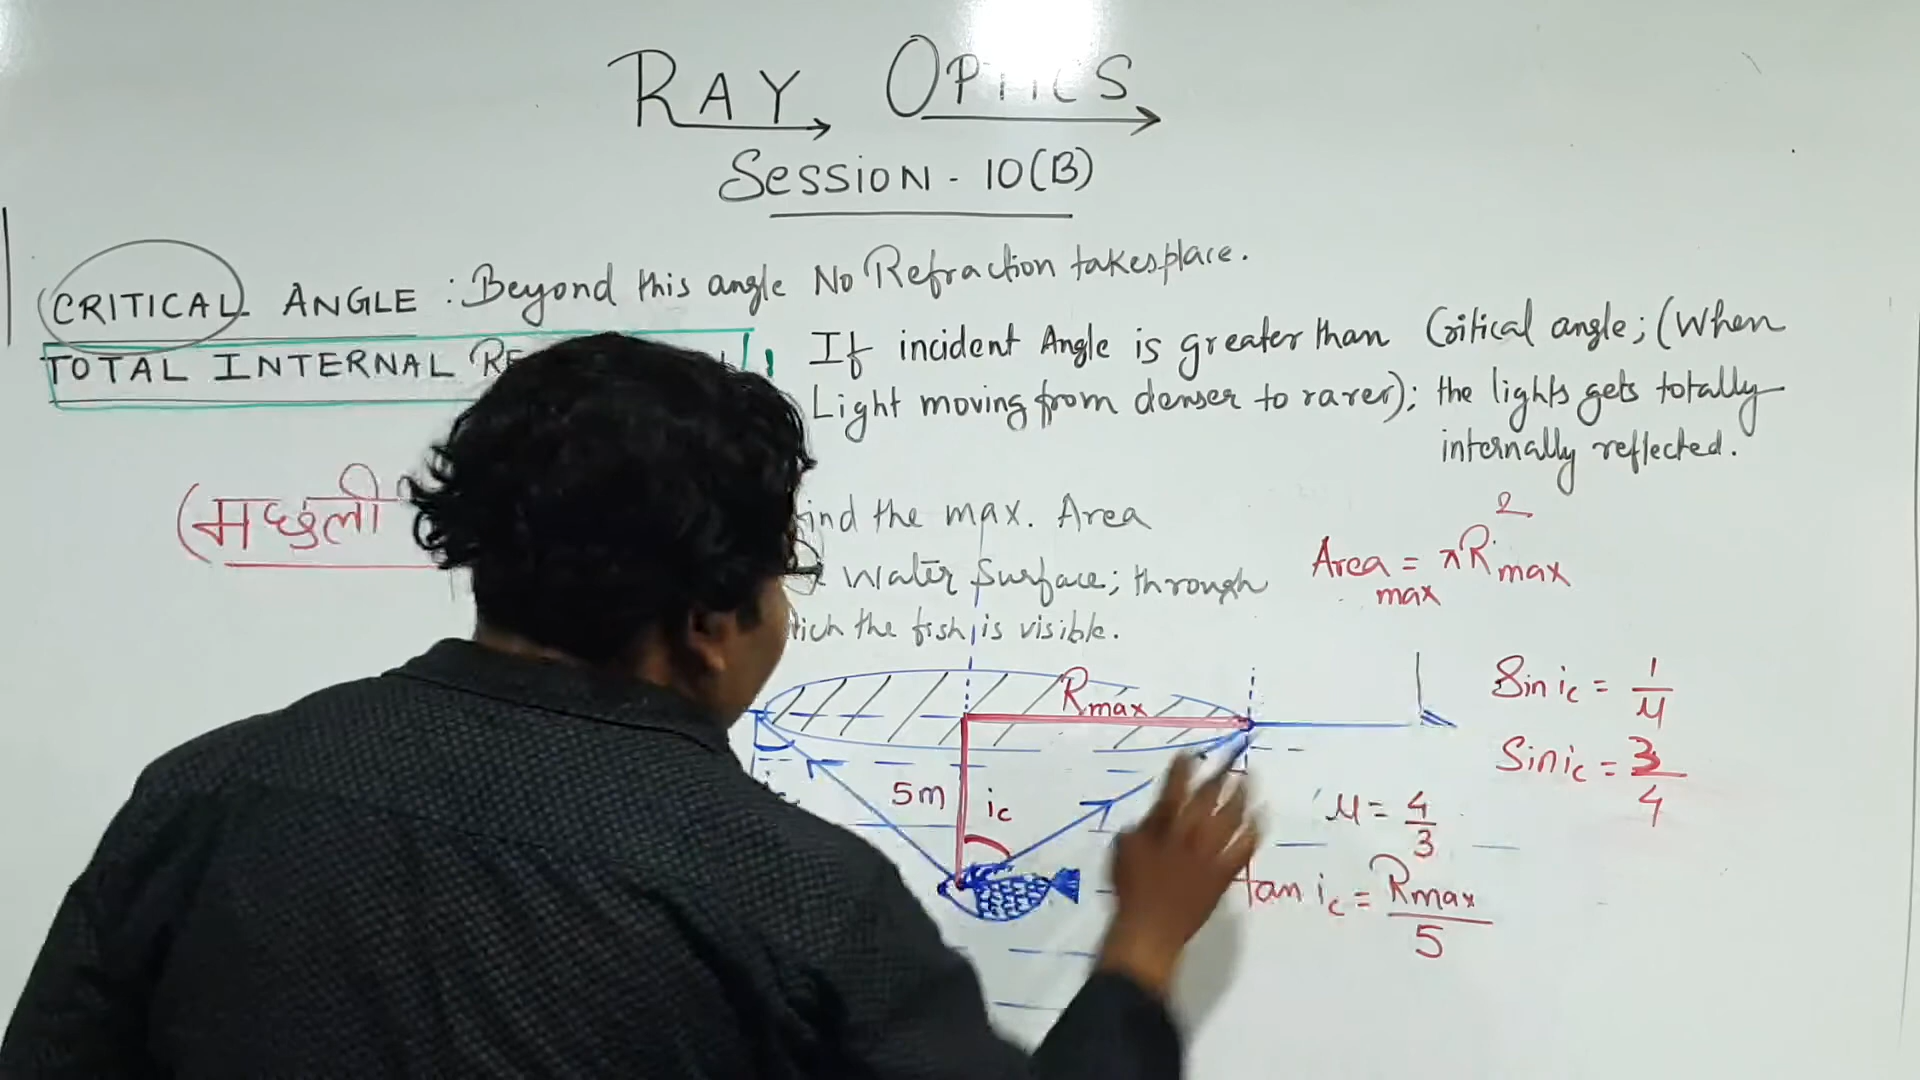 RAY OPTICS
SESSION - 10(B)
CRITICAL ANGLE : Beyond this angle No Refraction takesplace.
TOTAL INTERNAL
If incident Angle is greater than Critical angle; (When
Light moving from denser to rarer); the lights gets totally
internally reflected.
(मछली
the max. Area
Water Surface; through
the fish is visible.
Area max = πR²max
Rmax
5m
ic
Sin ic = 1/μ
Sin ic = 3/4
μ = 4/3
tan ic = Rmax/5